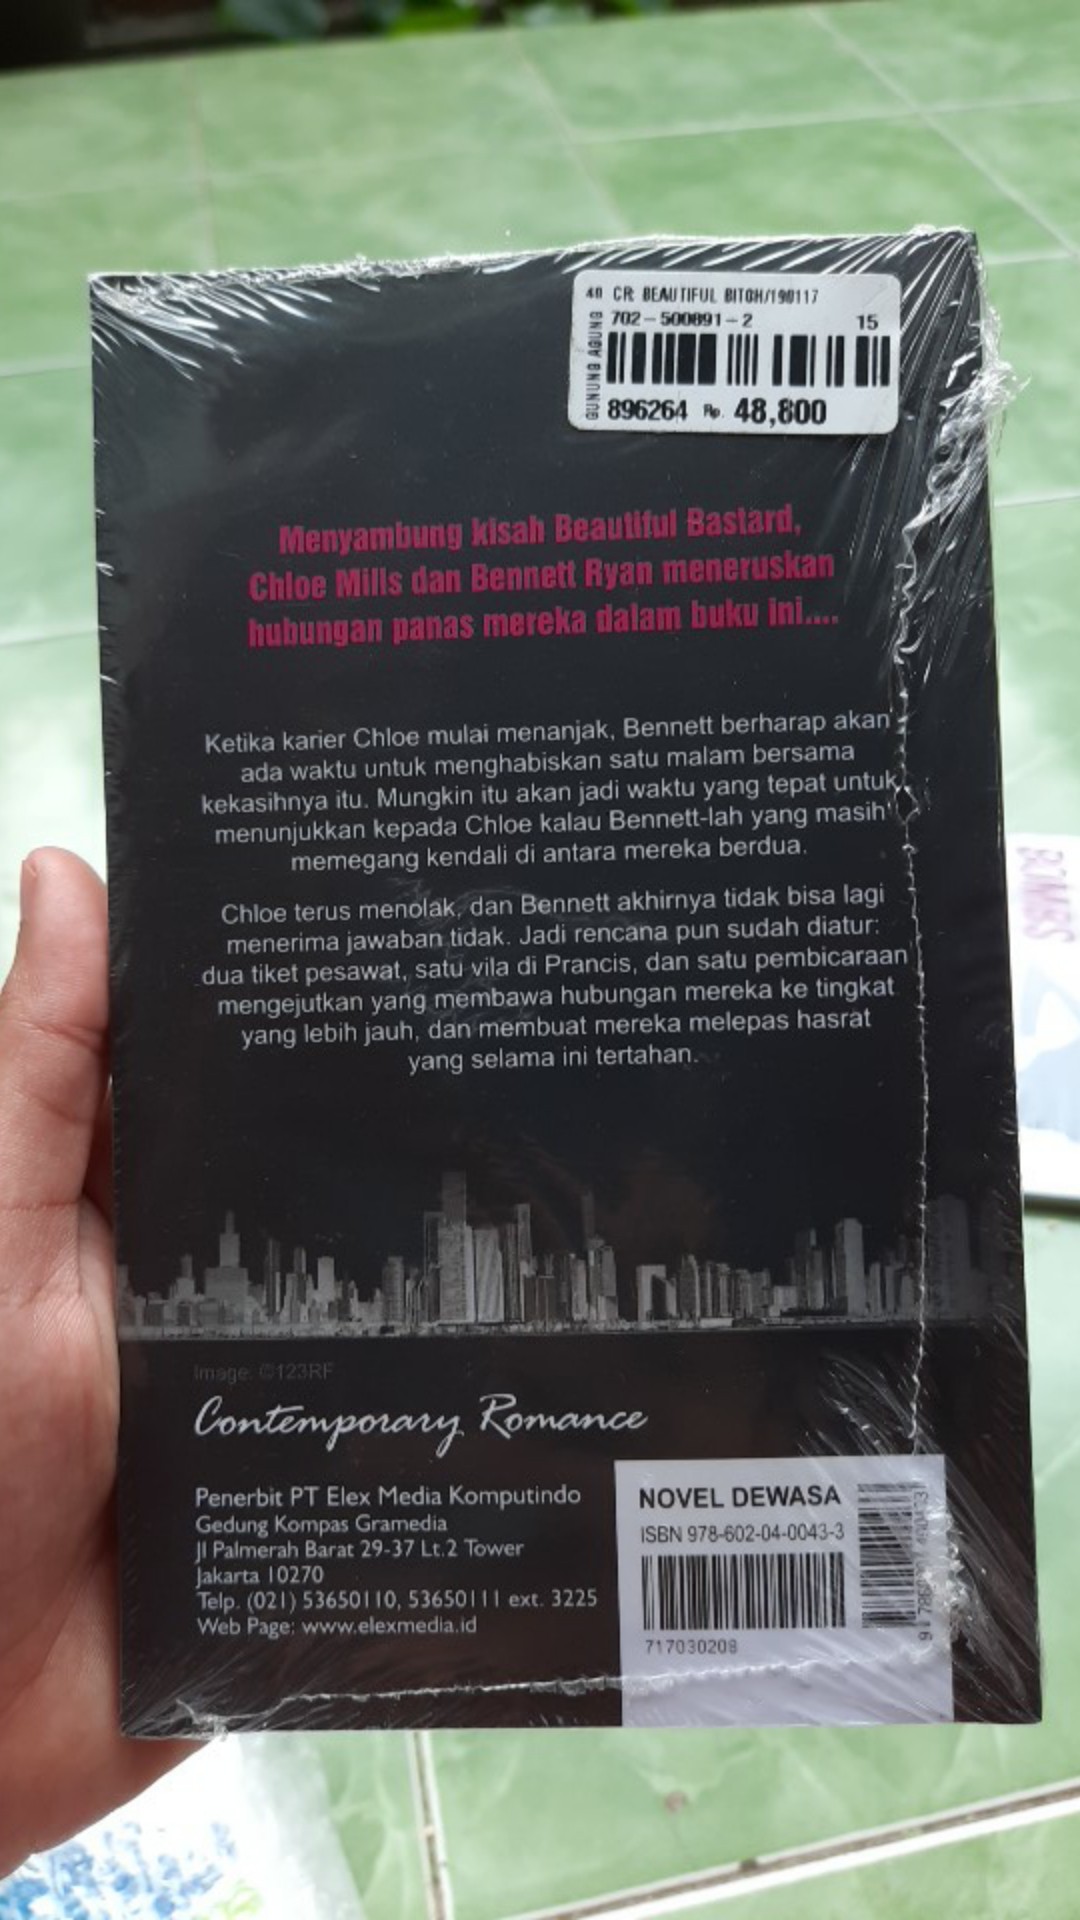 40 CR BEAUTIFUL BITCH/190117
702-500891-2 15
GUNUNG AGUNG
896264 Rp. 48,800
Menyambung kisah Beautiful Bastard,
Chloe Mills dan Bennett Ryan meneruskan
hubungan panas mereka dalam buku ini....
Ketika karier Chloe mulai menanjak, Bennett berharap akan
ada waktu untuk menghabiskan satu malam bersama
kekasihnya itu. Mungkin itu akan jadi waktu yang tepat untuk
menunjukkan kepada Chloe kalau Bennett-lah yang masih
memegang kendali di antara mereka berdua.
Chloe terus menolak, dan Bennett akhirnya tidak bisa lagi
menerima jawaban tidak. Jadi rencana pun sudah diatur:
dua tiket pesawat, satu vila di Prancis, dan satu pembicaraan
mengejutkan yang membawa hubungan mereka ke tingkat
yang lebih jauh, dan membuat mereka melepas hasrat
yang selama ini tertahan.
Image: ©123RF
Contemporary Romance
Penerbit PT Elex Media Komputindo
Gedung Kompas Gramedia
Jl Palmerah Barat 29-37 Lt.2 Tower
Jakarta 10270
Telp. (021) 53650110, 53650111 ext. 3225
Web Page: www.elexmedia.id
NOVEL DEWASA
ISBN 978-602-04-0043-3
717030208